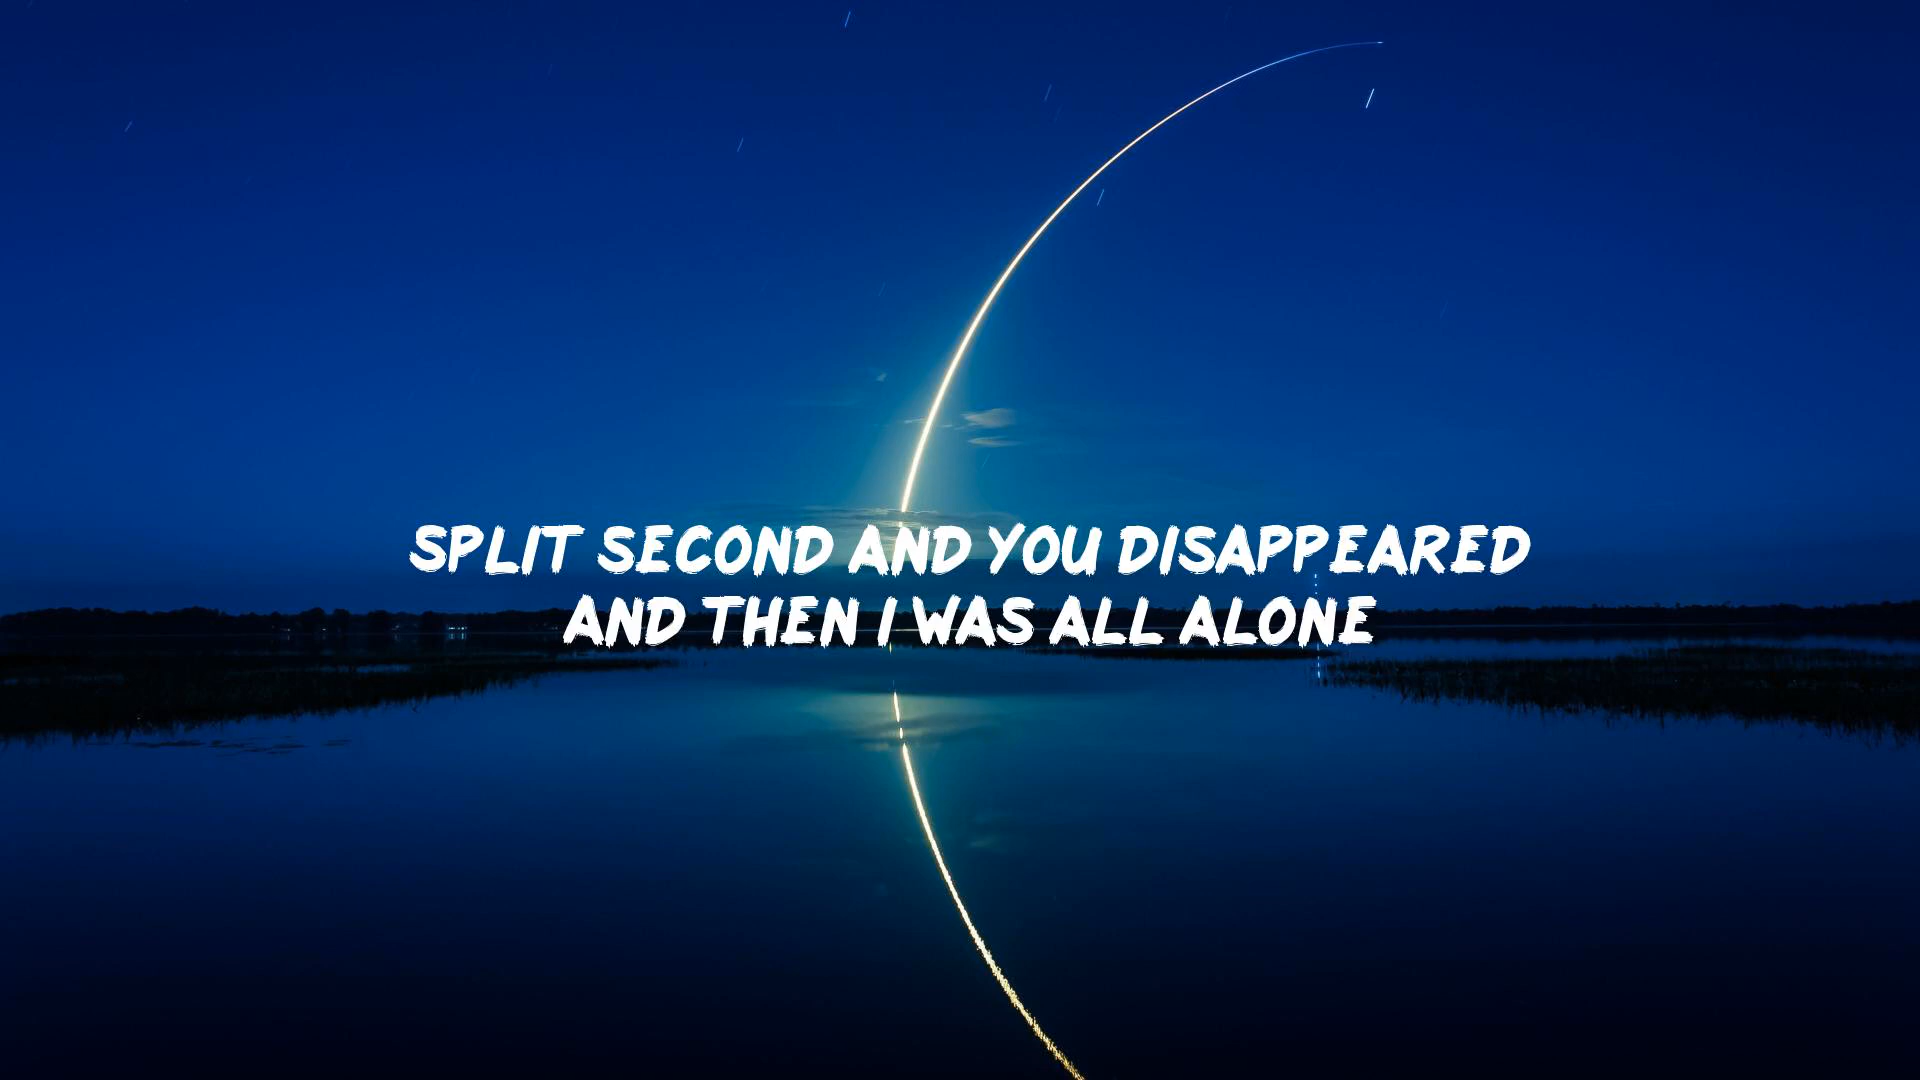 SPLIT SECOND AND YOU DISAPPEARED
AND THEN I WAS ALL ALONE